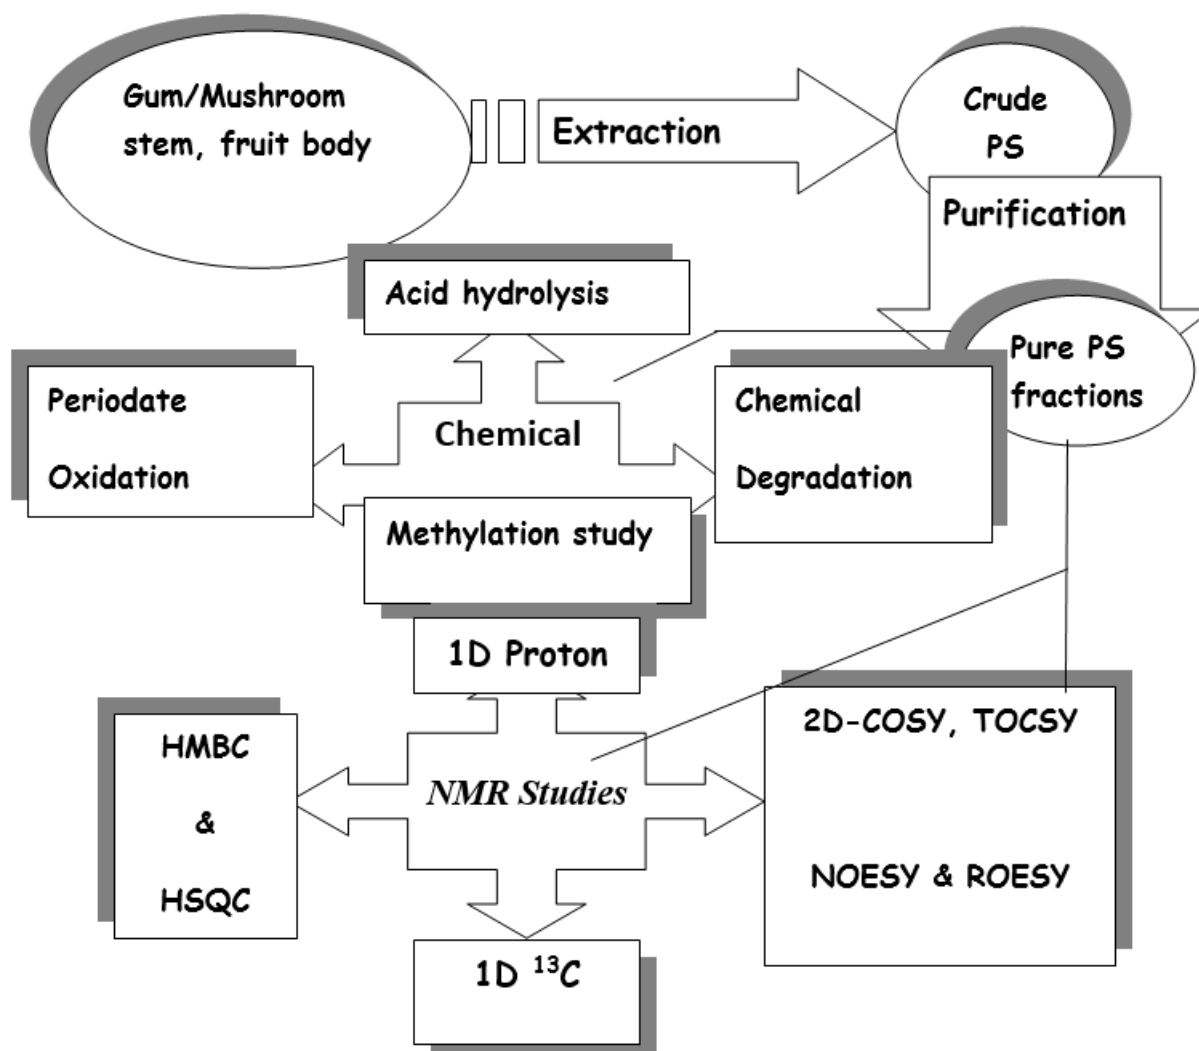 Gum/Mushroom
stem, fruit body
Extraction
Crude
PS
Purification
Acid hydrolysis
Pure PS
fractions
Periodate
Oxidation
Chemical
Chemical
Degradation
Methylation study
1D Proton
HMBC
&
HSQC
NMR Studies
2D-COSY, TOCSY
NOESY & ROESY
1D ¹³C